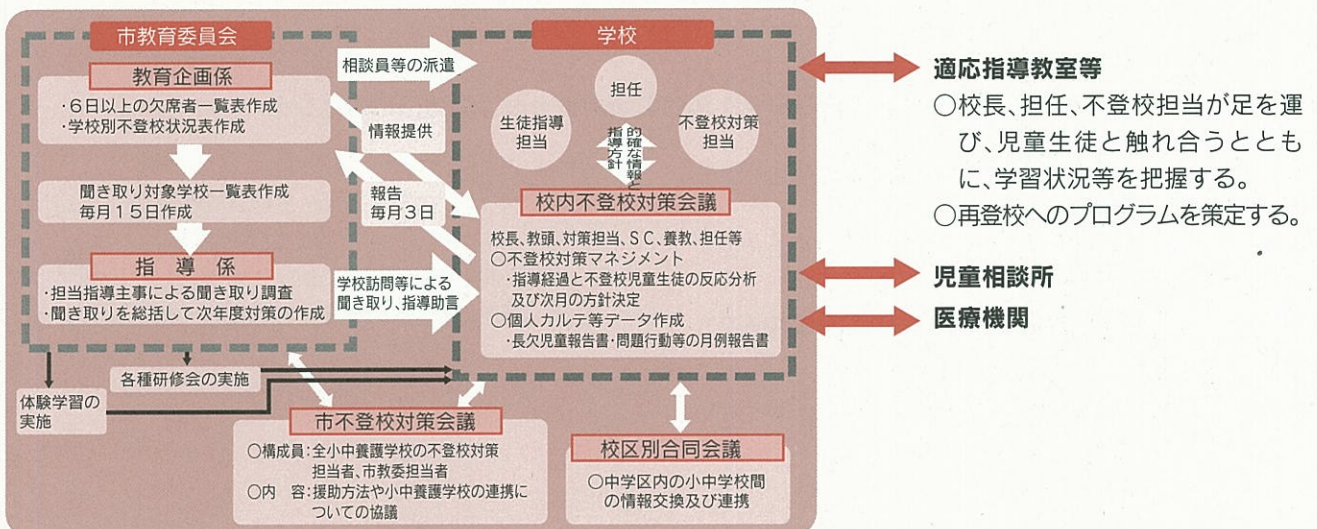 市教育委員会
教育企画係
・6日以上の欠席者一覧表作成
・学校別不登校状況表作成
聞き取り対象学校一覧表作成
毎月15日作成
指導係
・担当指導主事による聞き取り調査
・聞き取りを総括して次年度対策の作成
相談員等の派遣
情報提供
報告
毎月3日
学校訪問等による
聞き取り、指導助言
学校
担任
生徒指導
担当
不登校対策
担当
的確な情報と
指導方針
校内不登校対策会議
校長、教頭、対策担当、SC、養教、担任等
○不登校対策マネジメント
・指導経過と不登校児童生徒の反応分析
及び次月の方針決定
○個人カルテ等データ作成
・長欠児童報告書・問題行動等の月例報告書
各種研修会の実施
体験学習の
実施
市不登校対策会議
○構成員:全小中養護学校の不登校対策
担当者、市教委担当者
○内 容:援助方法や小中養護学校の連携に
ついての協議
校区別合同会議
○中学区内の小中学校間
の情報交換及び連携
適応指導教室等
○校長、担任、不登校担当が足を運
び、児童生徒と触れ合うととも
に、学習状況等を把握する。
○再登校へのプログラムを策定する。
児童相談所
医療機関